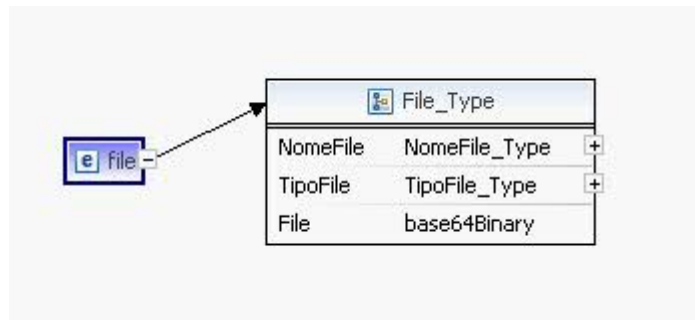 File_Type
e file
NomeFile NomeFile_Type
TipoFile TipoFile_Type
File base64Binary